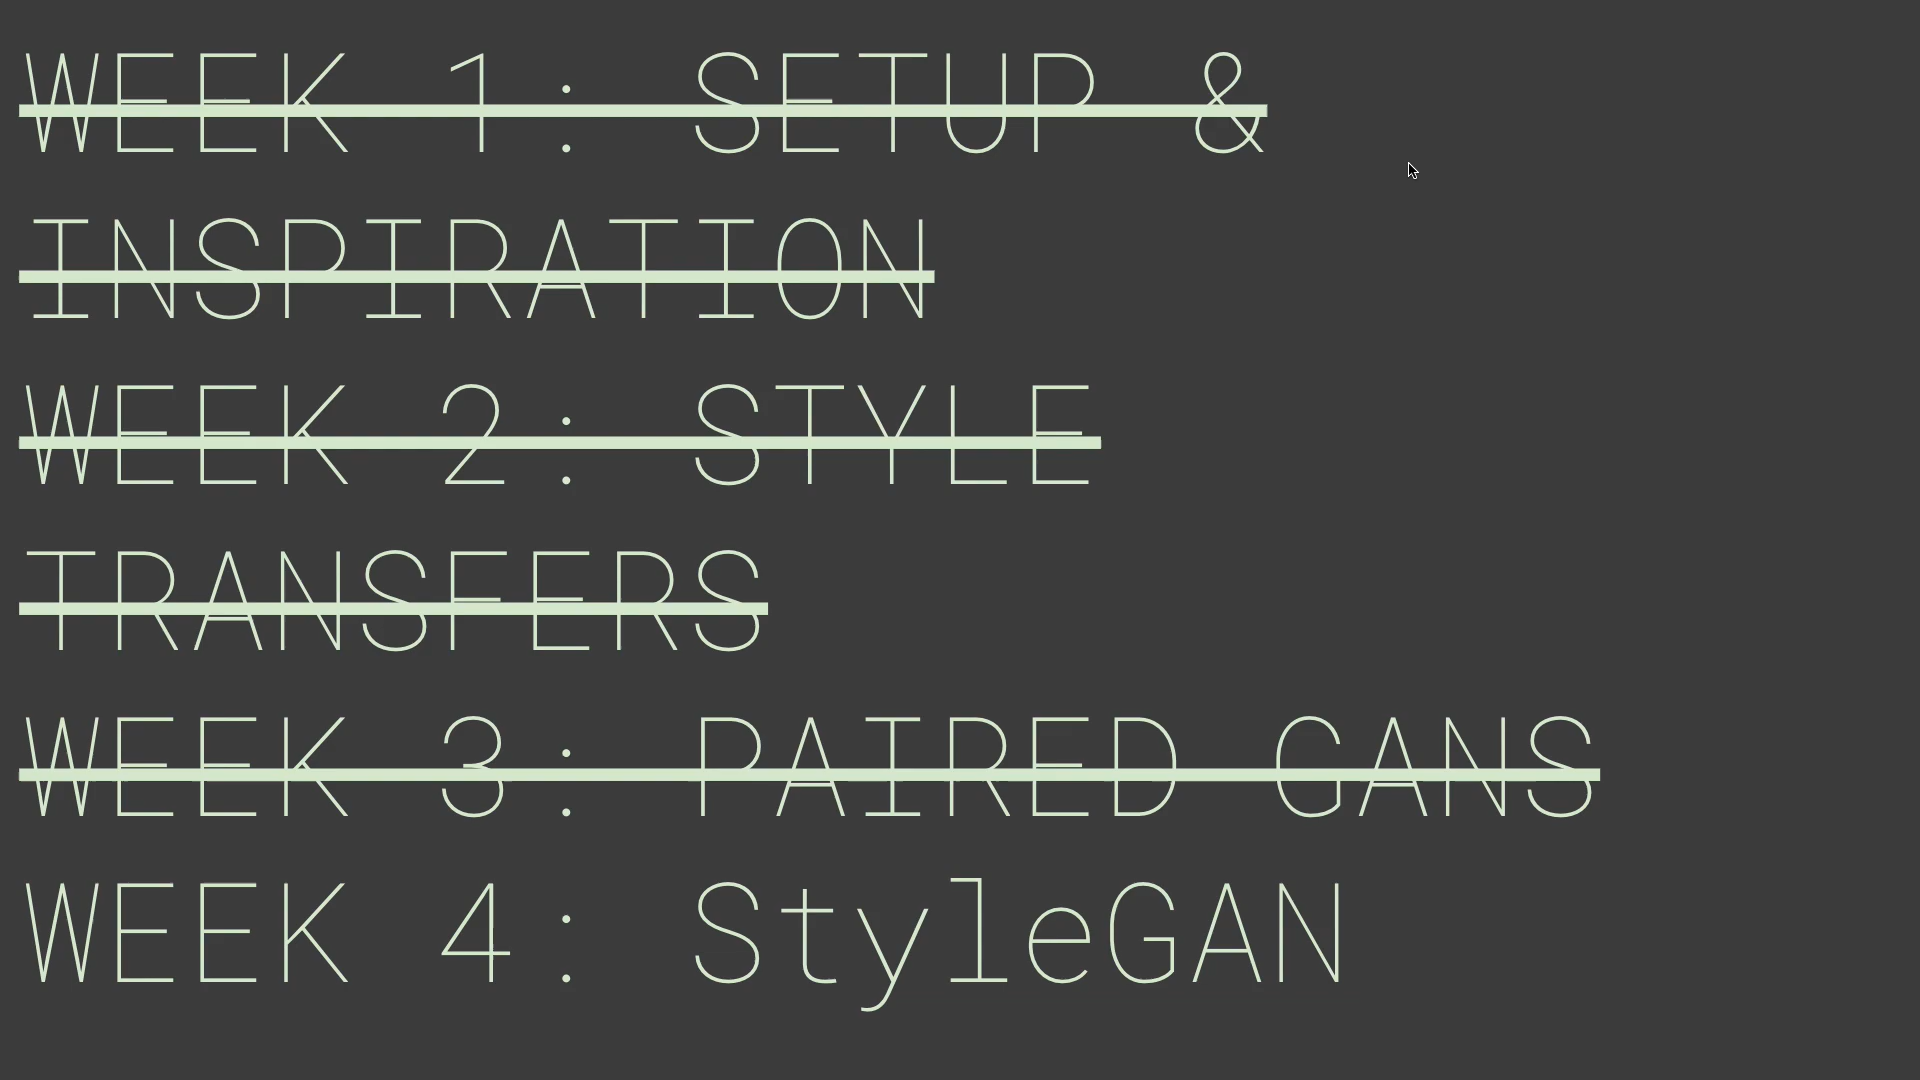 WEEK 1: SETUP &
INSPIRATION
WEEK 2: STYLE
TRANSFERS
WEEK 3: PAIRED GANS
WEEK 4: StyleGAN